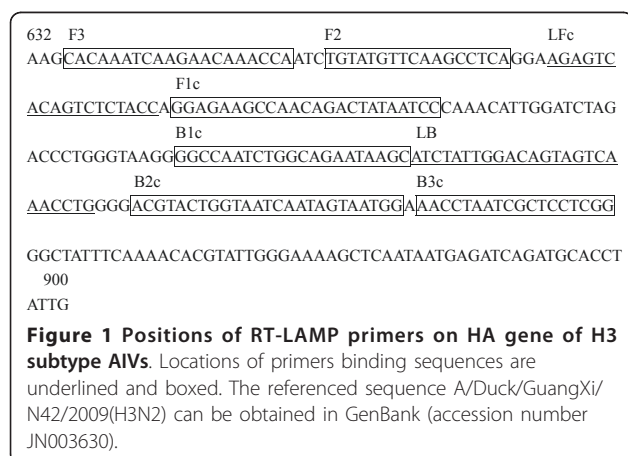 632 F3 F2 LFc
AAGCACAAATCAAGAACAAACCAATCTGTATGTTCAAGCCTCAGGAAGAGTC
F1c
ACAGTCTCTACCAGGAGAAGCCAACAGACTATAATCCCAAACATTGGATCTAG
B1c LB
ACCCTGGGTAAGGGGCCAATCTGGCAGAATAAGCATCTATTGGACAGTAGTCA
B2c B3c
AACCTGGGGACGTACTGGTAATCAATAGTAATGGAAACCTAATCGCTCCTCGG
GGCTATTTCAAAACACGTATTGGGAAAAGCTCAATAATGAGATCAGATGCACCT
900
ATTG
Figure 1 Positions of RT-LAMP primers on HA gene of H3
subtype AIVs. Locations of primers binding sequences are
underlined and boxed. The referenced sequence A/Duck/GuangXi/
N42/2009(H3N2) can be obtained in GenBank (accession number
JN003630).